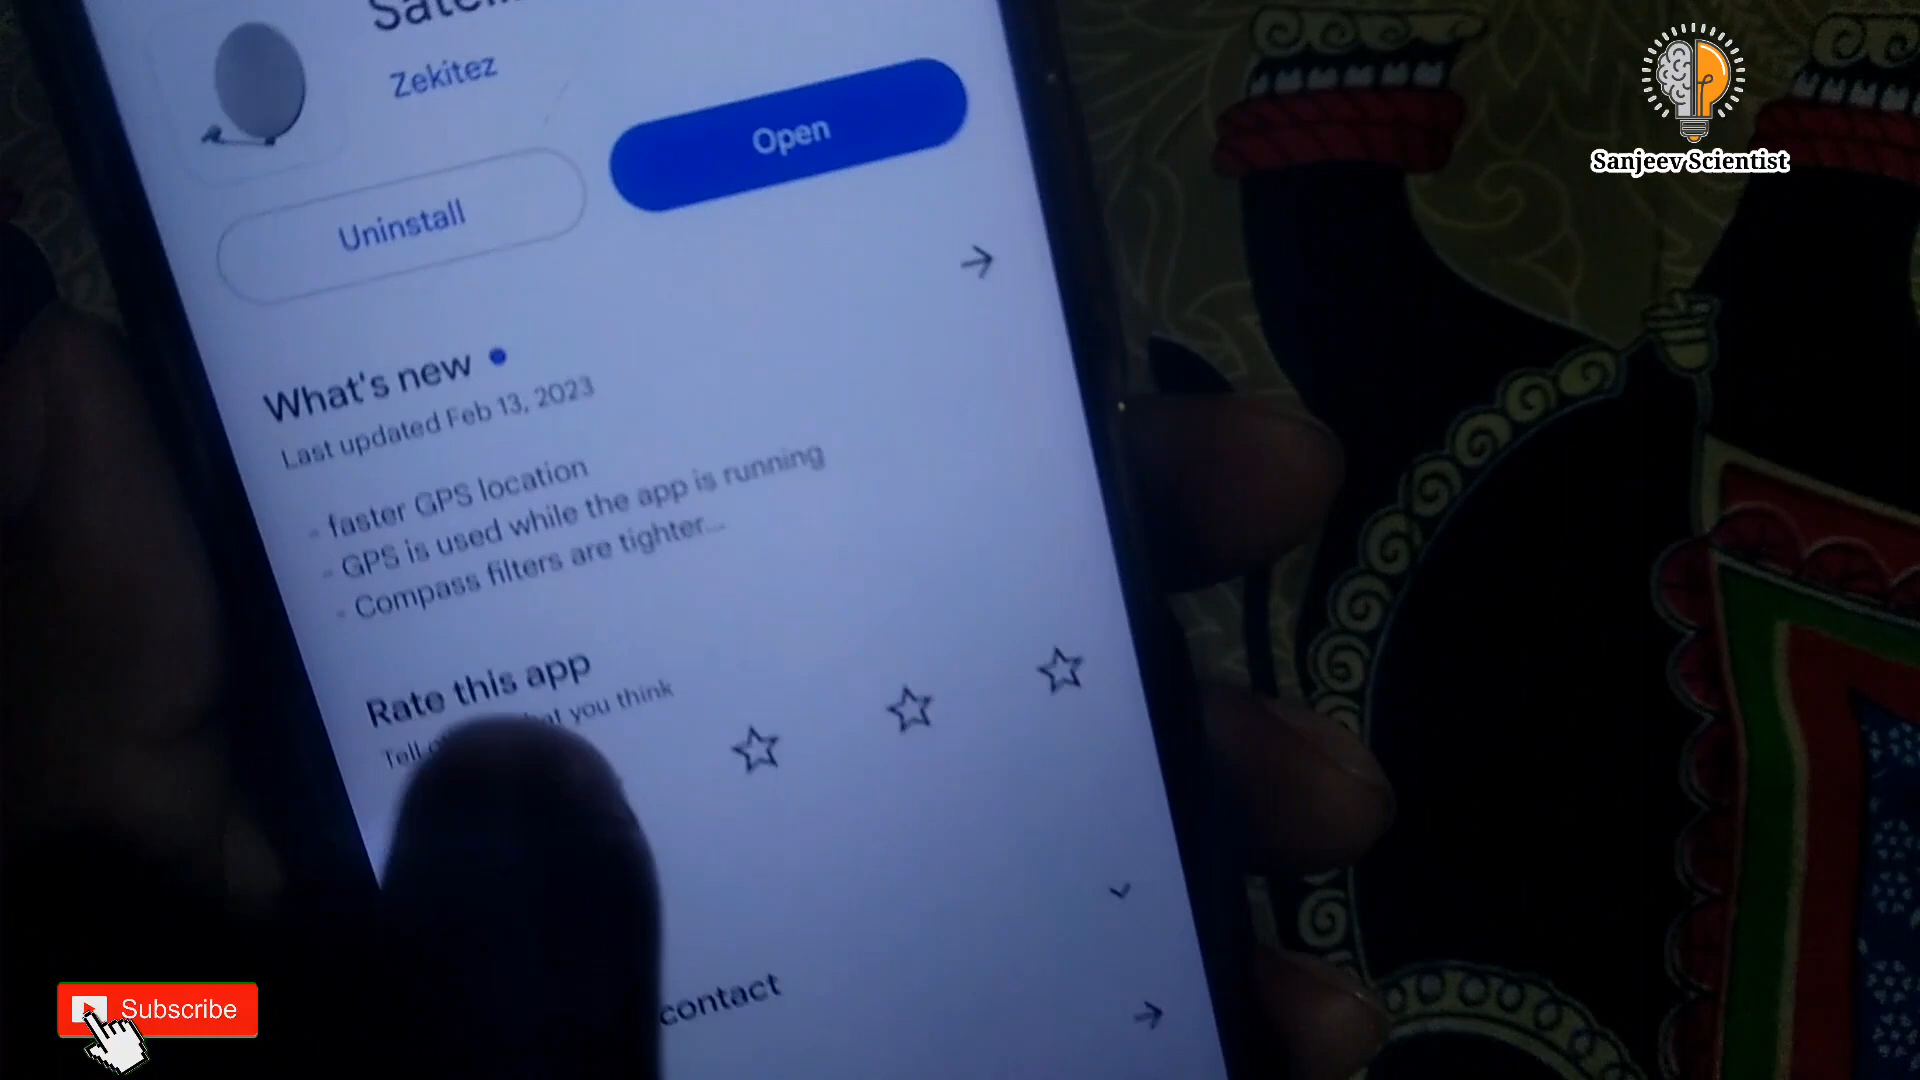 Zekitez
Open
Uninstall
What's new
Last updated Feb 13, 2023
- faster GPS location
- GPS is used while the app is running
- Compass filters are tighter...
Rate this app
you think
contact
Sanjeev Scientist
Subscribe